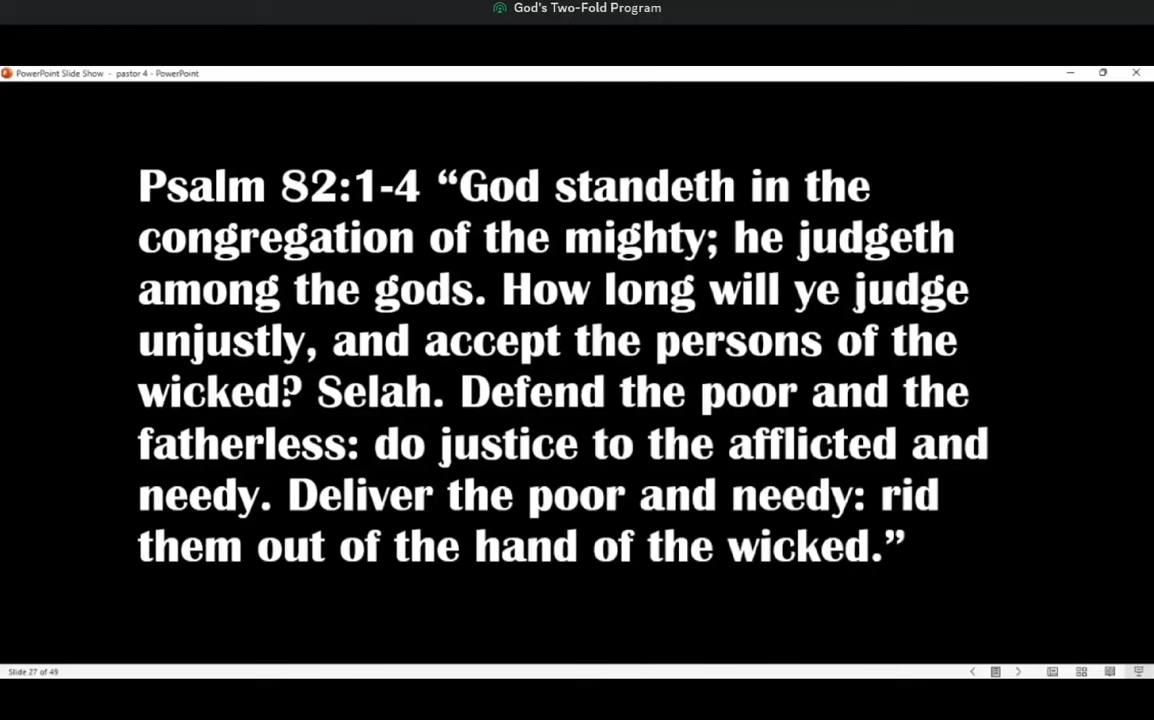 God's Two-Fold Program
PowerPoint Slide Show - pastor 4 - PowerPoint
Psalm 82:1-4 “God standeth in the
congregation of the mighty; he judgeth
among the gods. How long will ye judge
unjustly, and accept the persons of the
wicked? Selah. Defend the poor and the
fatherless: do justice to the afflicted and
needy. Deliver the poor and needy: rid
them out of the hand of the wicked.”
Slide 27 of 49